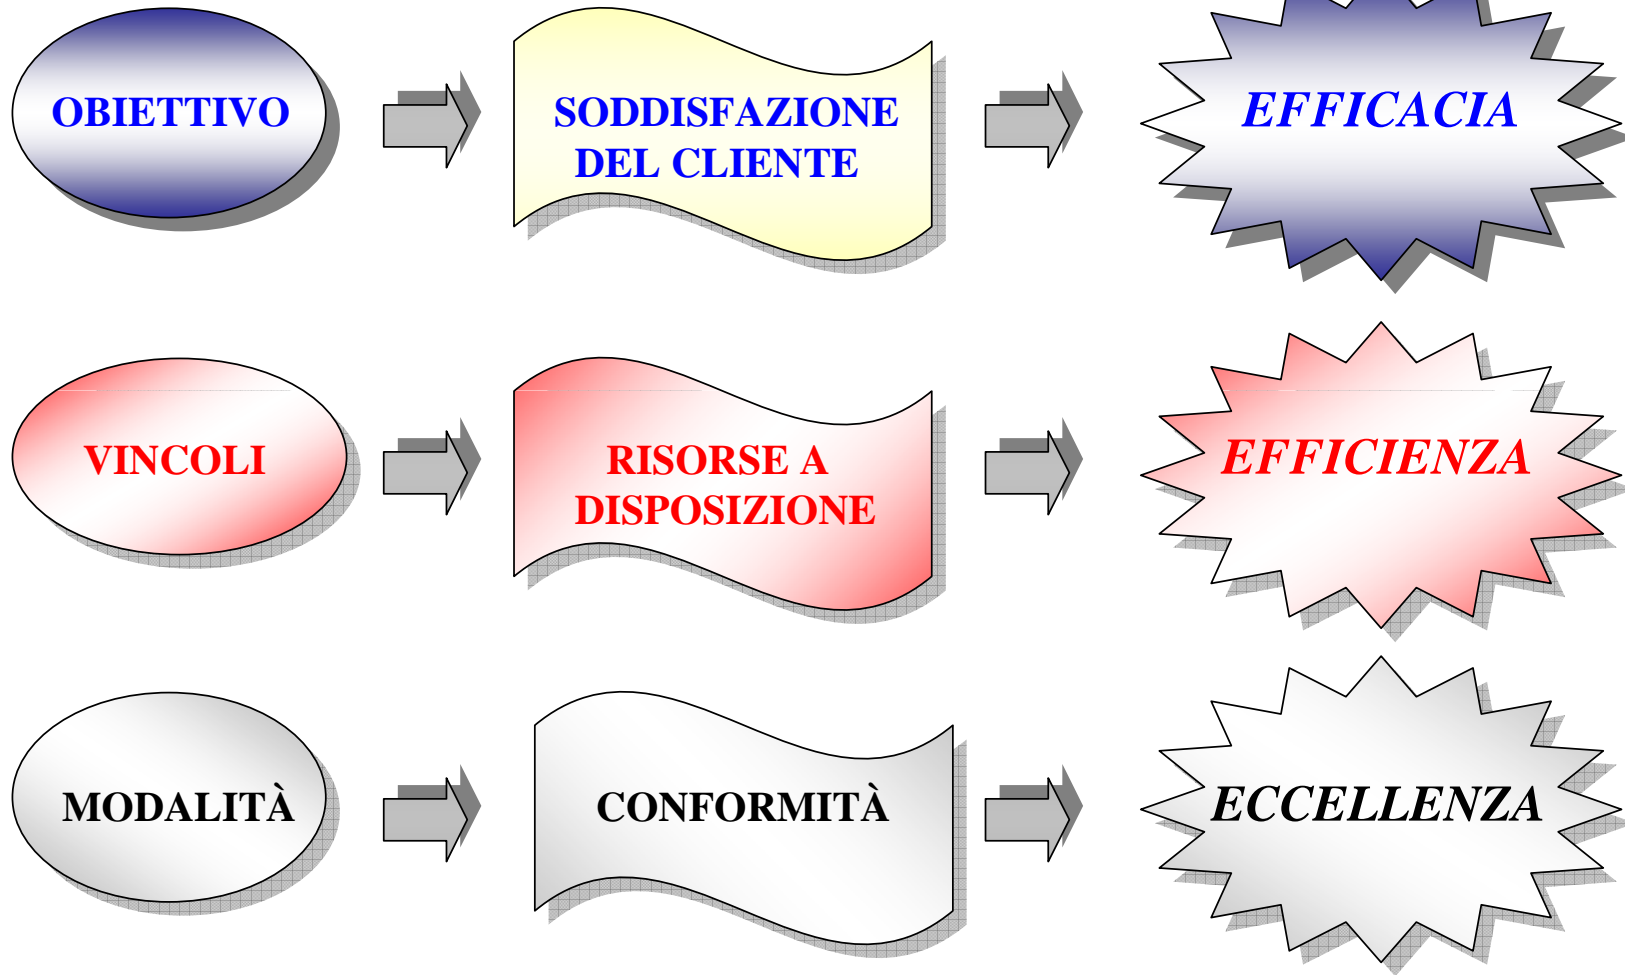 OBIETTIVO
SODDISFAZIONE
DEL CLIENTE
EFFICACIA
VINCOLI
RISORSE A
DISPOSIZIONE
EFFICIENZA
MODALITÀ
CONFORMITÀ
ECCELLENZA